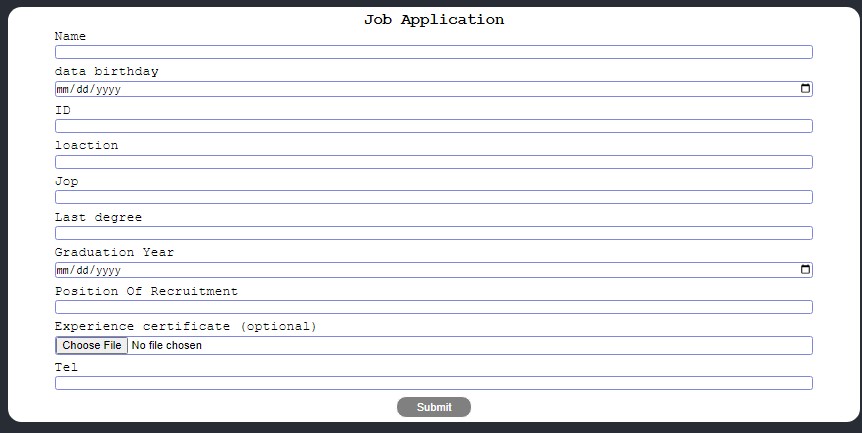 Job Application
Name
data birthday
mm/dd/yyyy
ID
loaction
Jop
Last degree
Graduation Year
mm/dd/yyyy
Position Of Recruitment
Experience certificate (optional)
Choose File No file chosen
Tel
Submit